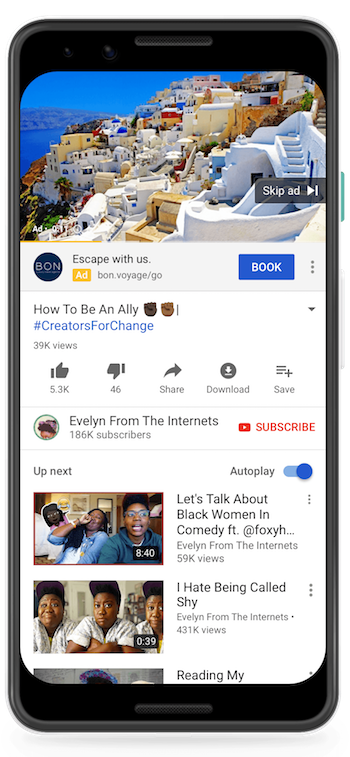 Skip ad
Ad •
BON
Escape with us.
Ad bon.voyage/go
BOOK
How To Be An Ally ✊🏿 ✊🏾 |
#CreatorsForChange
39K views
5.3K 46 Share Download Save
Evelyn From The Internets
186K subscribers
SUBSCRIBE
Up next Autoplay
8:40
Let's Talk About
Black Women In
Comedy ft. @foxyh...
Evelyn From The Internets
59K views
0:39
I Hate Being Called
Shy
Evelyn From The Internets •
431K views
Reading My